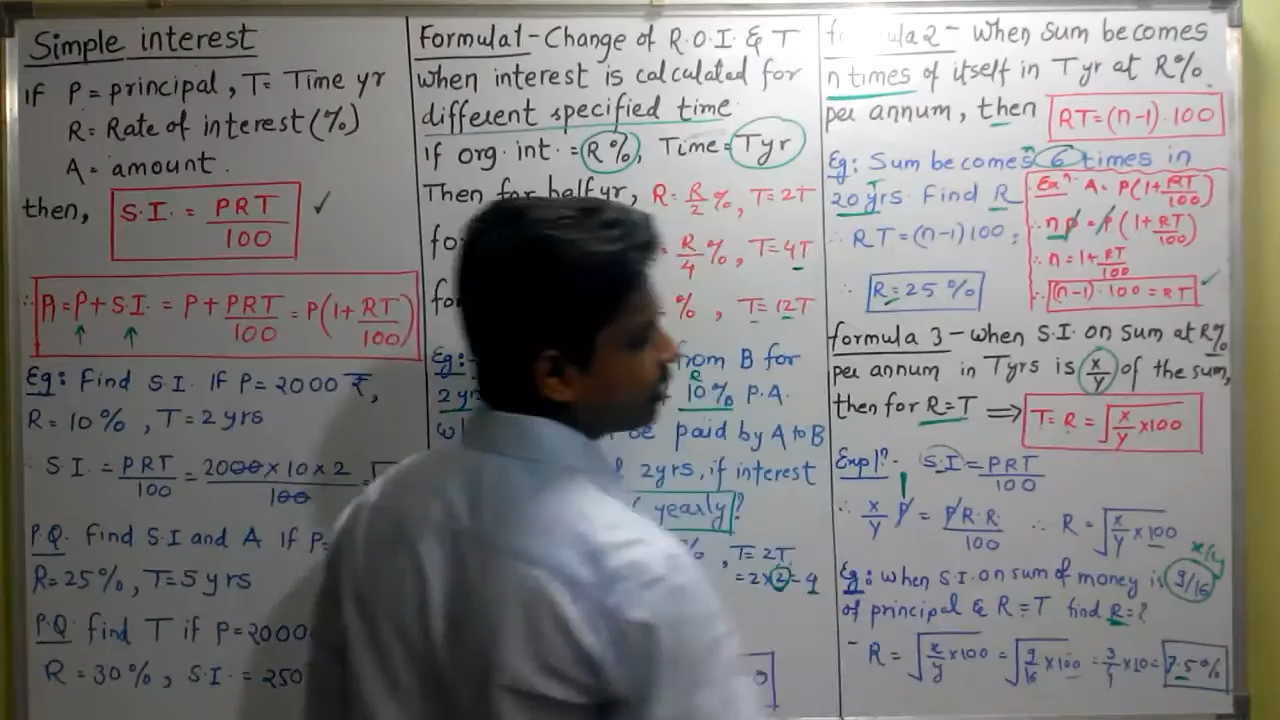 Simple interest
if P = principal, T = Time yr
R = Rate of interest (%)
A = amount.
then, S.I. = PRT/100 ✓
∴ A = P + S.I. = P + PRT/100 = P(1 + RT/100)
Eg: Find S.I. if P = 2000 ₹,
R = 10%, T = 2 yrs
S.I. = PRT/100 = 2000 × 10 × 2/100 =
P.Q. find S.I and A if P =
R = 25%, T = 5 yrs
P.Q. find T if P = 2000
R = 30%, S.I. = 250
Formula 1 - Change of R.O.I. & T
when interest is calculated for
different specified time
if org. int. = R%, Time = T yr
Then for half yr, R = R/2 %, T = 2T
R/4 %, T = 4T
%, T = 12T
Eg: from B for
2 R 10% P.A.
be paid by A to B
2 yrs, if interest
yearly?
%, T = 2T
= 2 × 2 = 4
formula 2 - When sum becomes
n times of itself in T yr at R%
per annum, then RT = (n-1)·100
Eg: Sum becomes 6 times in
20 yrs. Find R
∴ RT = (n-1)100
∴ R = 25%
A = P(1 + RT/100)
∴ nP = P(1 + RT/100)
∴ n = 1 + RT/100
∴ (n-1)·100 = RT ✓
formula 3 - when S.I. on sum at R%
per annum in T yrs is x/y of the sum,
then for R = T ⟹ T = R = √(x/y × 100)
S.I = PRT/100
∴ x/y P = P R·R/100 ∴ R = √(x/y × 100)
x/y
Eg: when S.I. on sum of money is 9/16
of principal & R = T find R = ?
R = √(x/y × 100) = √(9/16 × 100) = 3/4 × 10 = 7.5%